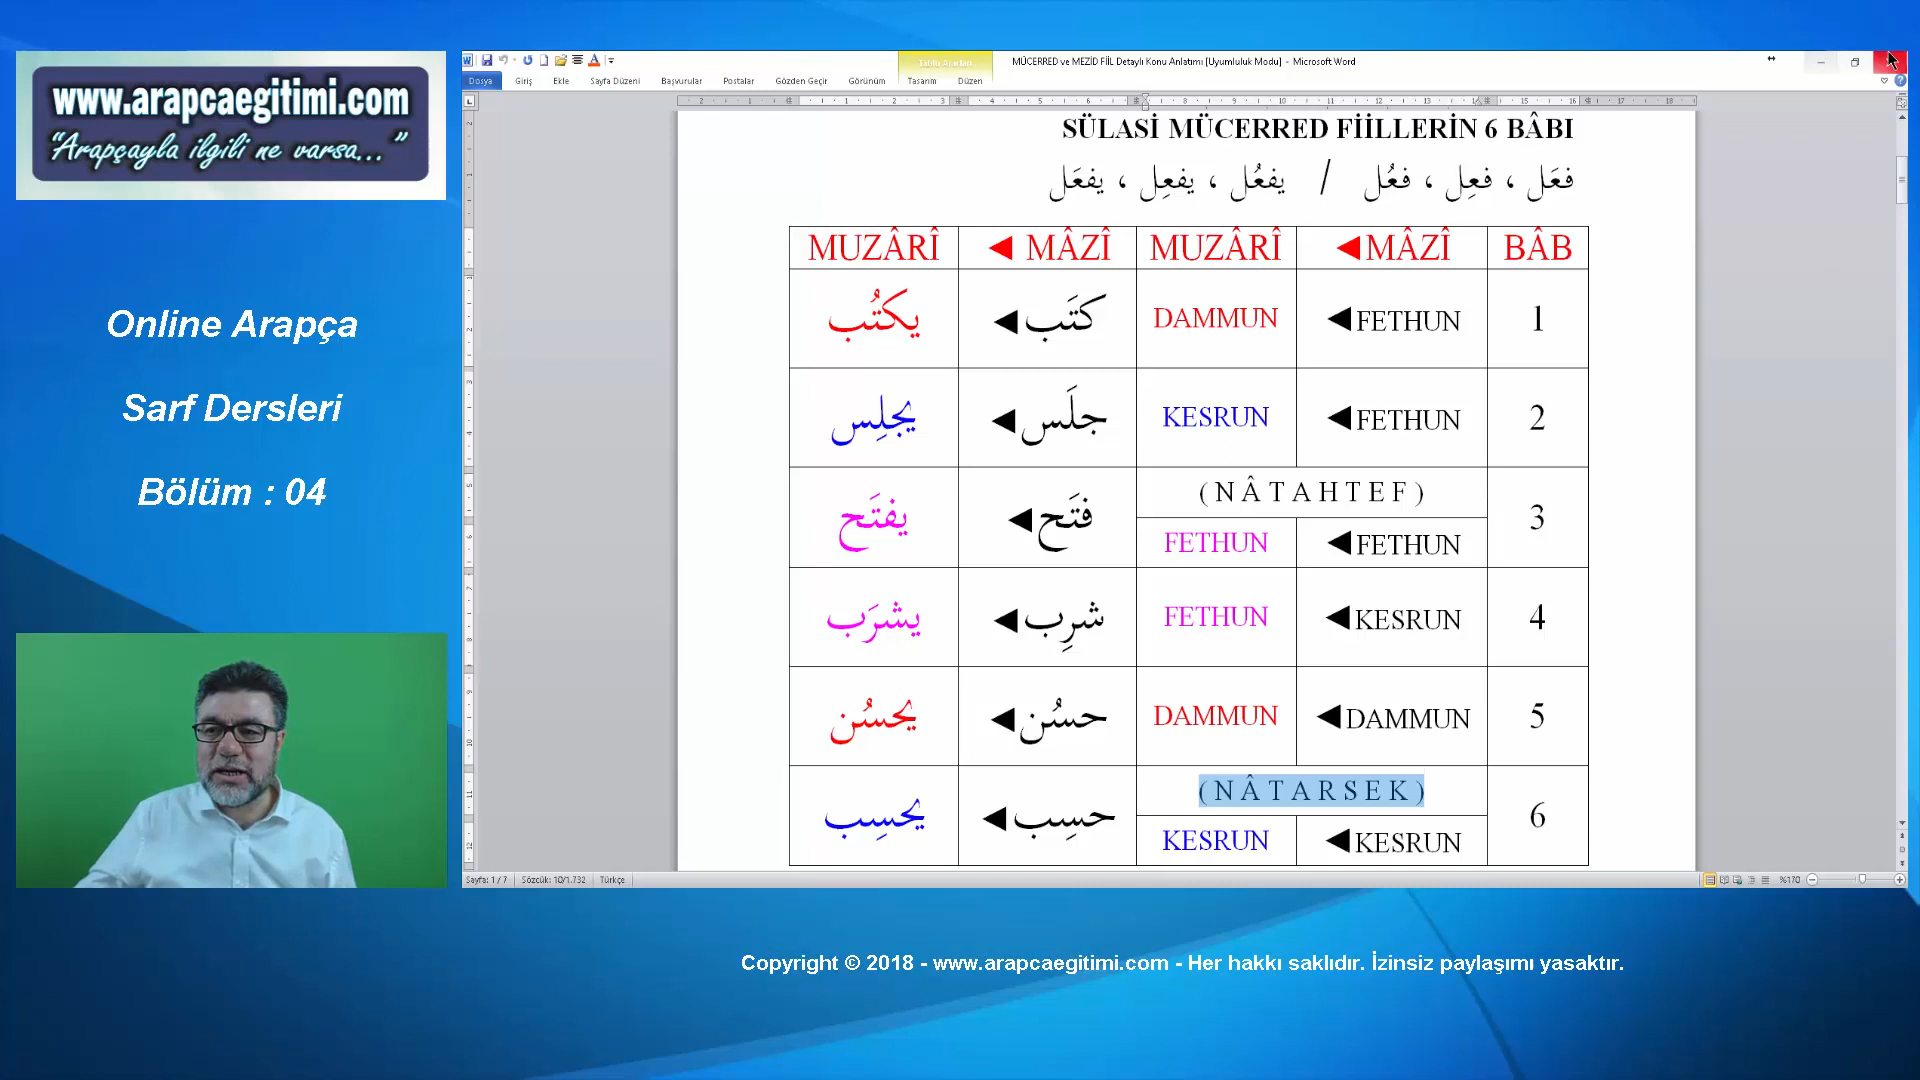 www.arapcaegitimi.com
“Arapçayla ilgili ne varsa...”
Online Arapça
Sarf Dersleri
Bölüm : 04
MÜCERRED ve MEZİD FİİL Detaylı Konu Anlatımı [Uyumluluk Modu] - Microsoft Word
Dosya Giriş Ekle Sayfa Düzeni Başvurular Postalar Gözden Geçir Görünüm Tasarım Düzen
SÜLASİ MÜCERRED FİİLLERİN 6 BÂBI
فعَل ، فعِل ، فعُل / يفعُل ، يفعِل ، يفعَل
MUZÂRÎ ◄ MÂZÎ MUZÂRÎ ◄MÂZÎ BÂB
يكتُب ◄ كتَب DAMMUN ◄FETHUN 1
يجلِس ◄ جلَس KESRUN ◄FETHUN 2
( N Â T A H T E F )
يفتَح ◄ فتَح FETHUN ◄FETHUN 3
يشرَب ◄ شرِب FETHUN ◄KESRUN 4
يحسُن ◄ حسُن DAMMUN ◄DAMMUN 5
( N Â T A R S E K )
يحسِب ◄ حسِب KESRUN ◄KESRUN 6
Sayfa: 1 / 7 Sözcük: 10/1.732 Türkçe %170
Copyright © 2018 - www.arapcaegitimi.com - Her hakkı saklıdır. İzinsiz paylaşımı yasaktır.